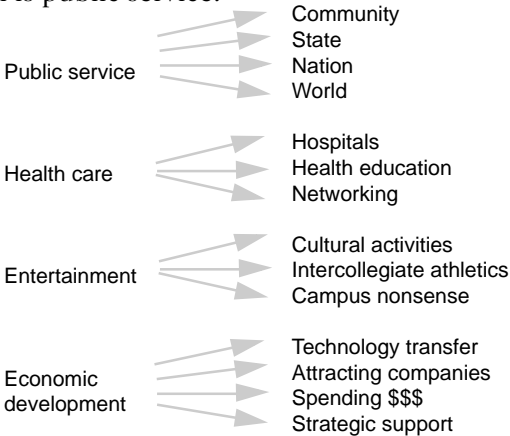 Community
State
Public service
Nation
World
Hospitals
Health care
Health education
Networking
Cultural activities
Entertainment
Intercollegiate athletics
Campus nonsense
Technology transfer
Economic
development
Attracting companies
Spending $$$
Strategic support